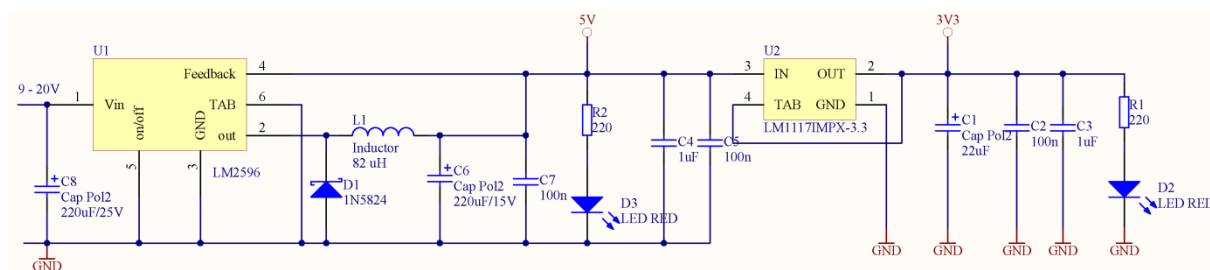 5V
3V3
U1
U2
Feedback 4
3 IN OUT 2
9 - 20V
1 Vin
TAB 6
4 TAB GND 1
on/off
GND
out 2
L1
Inductor
82 uH
R2
220
LM1117IMPX-3.3
R1
220
5
3
LM2596
C8
Cap Pol2
220uF/25V
D1
1N5824
C6
Cap Pol2
220uF/15V
C7
100n
D3
LED RED
C4
1uF
C5
100n
C1
Cap Pol2
22uF
C2
100n
C3
1uF
D2
LED RED
GND
GND
GND
GND
GND
GND